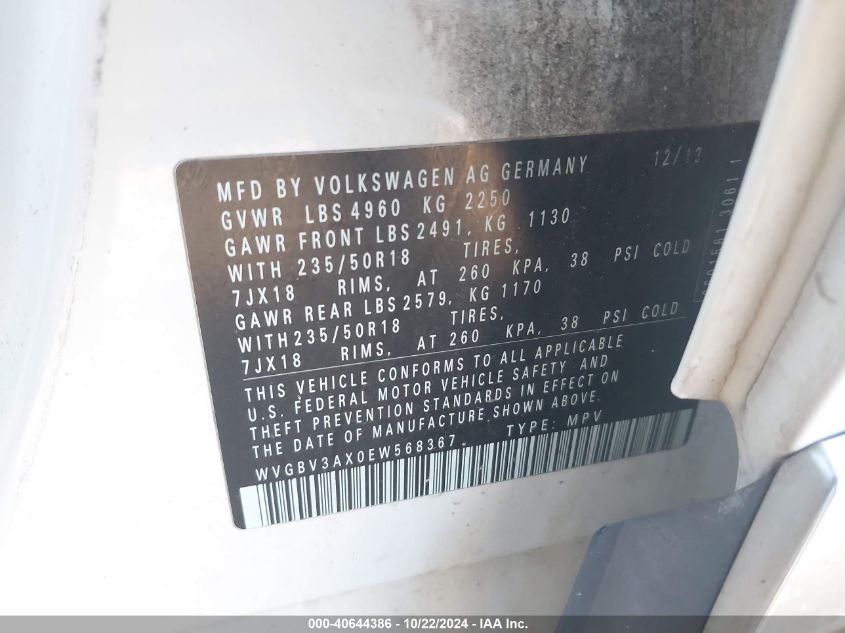 MFD BY VOLKSWAGEN AG GERMANY 12/13
GVWR LBS 4960 KG 2250
GAWR FRONT LBS 2491, KG 1130
WITH 235/50R18 TIRES,
7JX18 RIMS, AT 260 KPA, 38 PSI COLD
GAWR REAR LBS 2579, KG 1170
WITH 235/50R18 TIRES,
7JX18 RIMS, AT 260 KPA, 38 PSI COLD
THIS VEHICLE CONFORMS TO ALL APPLICABLE
U.S. FEDERAL MOTOR VEHICLE SAFETY AND
THEFT PREVENTION STANDARDS IN EFFECT ON
THE DATE OF MANUFACTURE SHOWN ABOVE.
WVGBV3AX0EW568367 TYPE: MPV
000-40644386 - 10/22/2024 - IAA Inc.